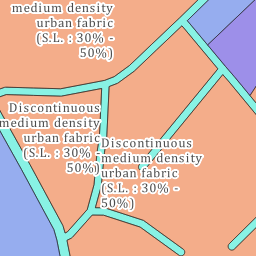 medium density
urban fabric
(S.L. : 30% -
50%)
Discontinuous
medium density
urban fabric
(S.L. : 30% -
50%)
Discontinuous
medium density
urban fabric
(S.L. : 30% -
50%)